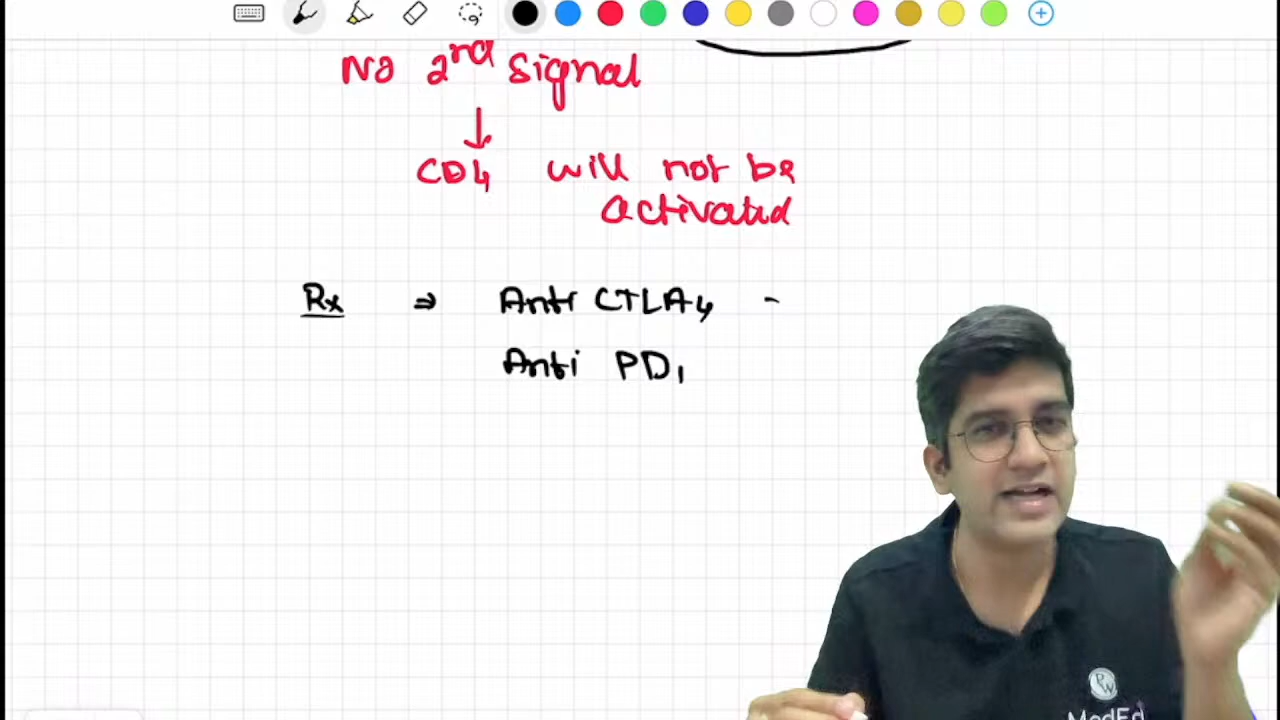 No 2nd Signal
↓
CD4 will not be
activated
Rx ⇒ Anti CTLA4 -
Anti PD1
PW
MedEd